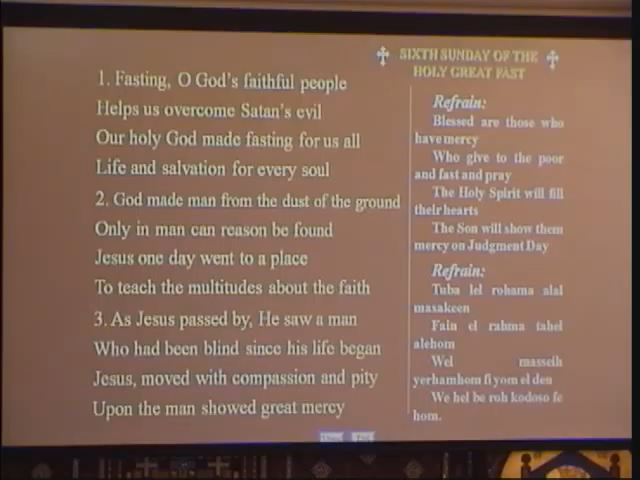 SIXTH SUNDAY OF THE
HOLY GREAT FAST
1. Fasting, O God's faithful people
Helps us overcome Satan's evil
Our holy God made fasting for us all
Life and salvation for every soul
2. God made man from the dust of the ground
Only in man can reason be found
Jesus one day went to a place
To teach the multitudes about the faith
3. As Jesus passed by, He saw a man
Who had been blind since his life began
Jesus, moved with compassion and pity
Upon the man showed great mercy
Refrain:
Blessed are those who
have mercy
Who give to the poor
and fast and pray
The Holy Spirit will fill
their hearts
The Son will show them
mercy on Judgment Day
Refrain:
Tuba lel rohama alal
masakeen
Fain el rahma tahel
alehom
Wel masseih
yerhamhom fi yom el den
We hel be roh kodoso fe
hom.